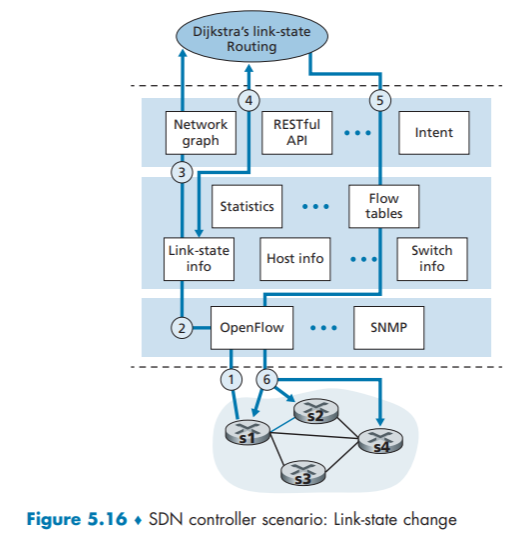 Dijkstra's link-state
Routing
4
5
Network
graph
RESTful
API
Intent
3
Statistics
Flow
tables
Link-state
info
Host info
Switch
info
2
OpenFlow
SNMP
1
6
s2
s1
s4
s3
Figure 5.16 ♦ SDN controller scenario: Link-state change